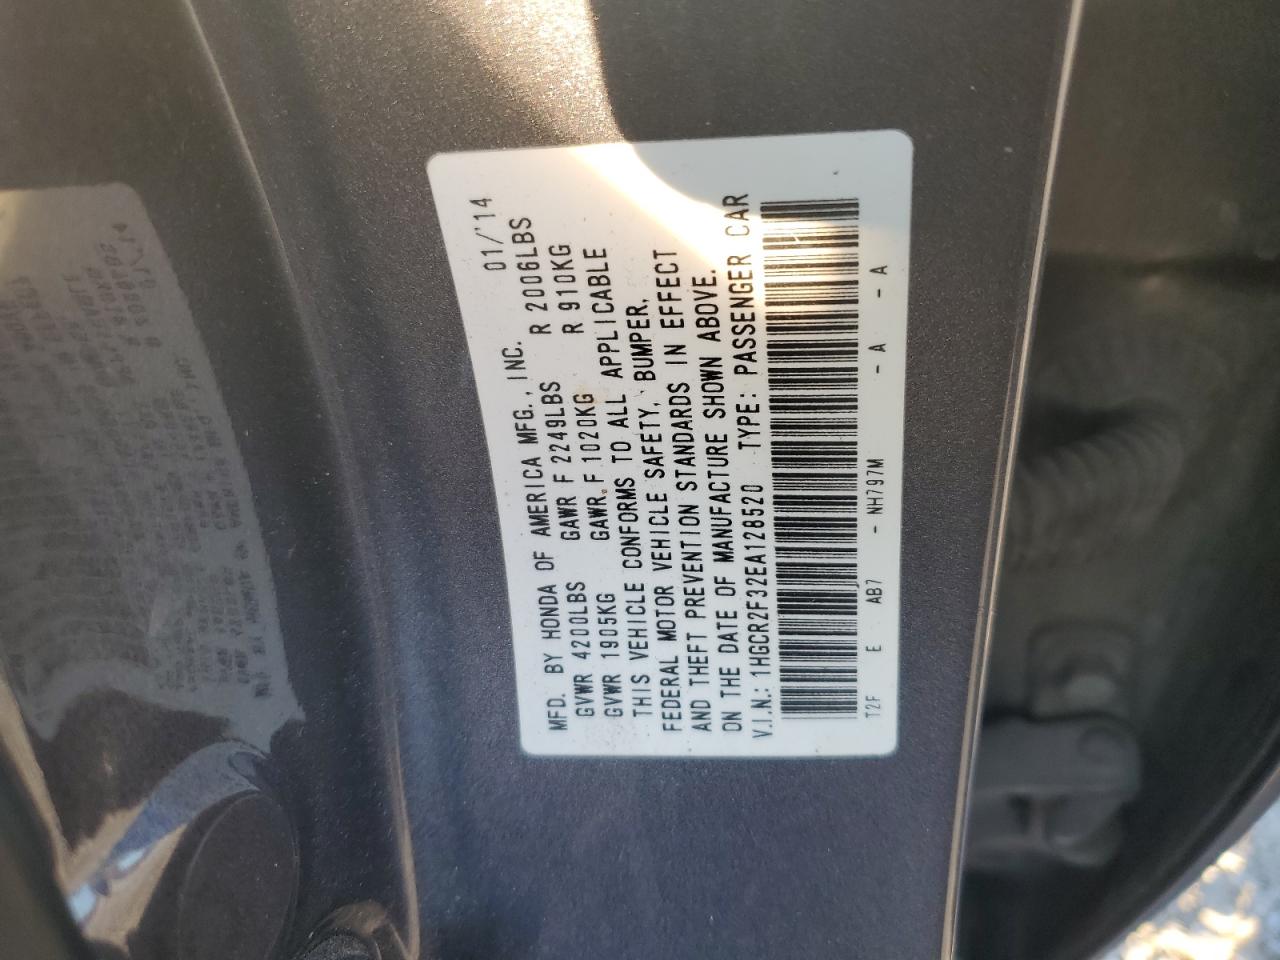 MFD. BY HONDA OF AMERICA MFG., INC. 01/'14
GVWR 4200LBS GAWR F 2249LBS R 2006LBS
GVWR 1905KG GAWR F 1020KG R 910KG
THIS VEHICLE CONFORMS TO ALL APPLICABLE
FEDERAL MOTOR VEHICLE SAFETY, BUMPER,
AND THEFT PREVENTION STANDARDS IN EFFECT
ON THE DATE OF MANUFACTURE SHOWN ABOVE.
V.I.N.: 1HGCR2F32EA128520 TYPE: PASSENGER CAR
T2F E AB7 - NH797M - A - A